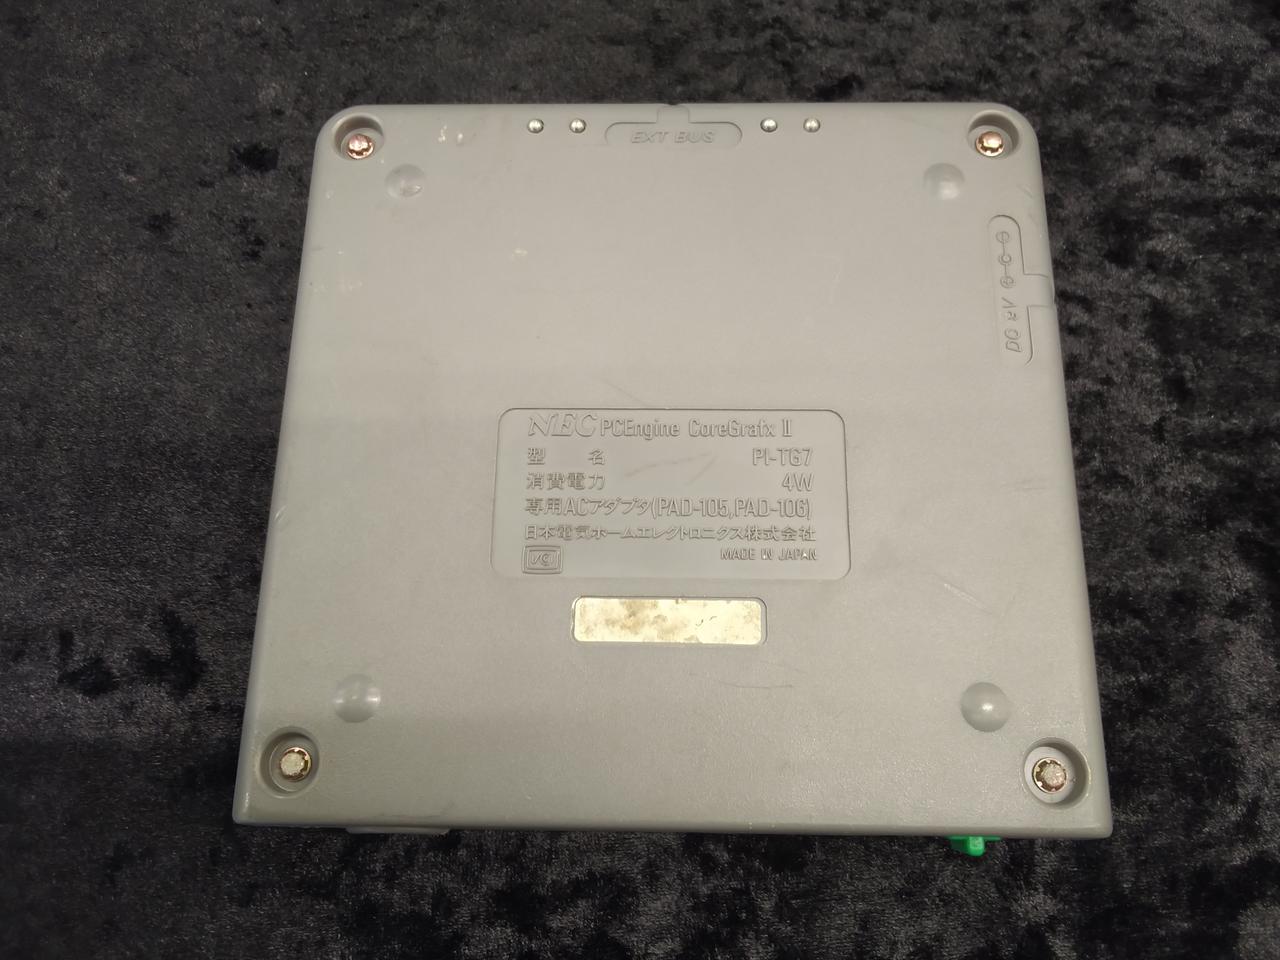 EXT BUS
DC 9V
NEC PCEngine CoreGrafx II
型 名 PI-TG7
消費電力 4W
専用ACアダプタ(PAD-105,PAD-106)
日本電気ホームエレクトロニクス株式会社
MADE IN JAPAN